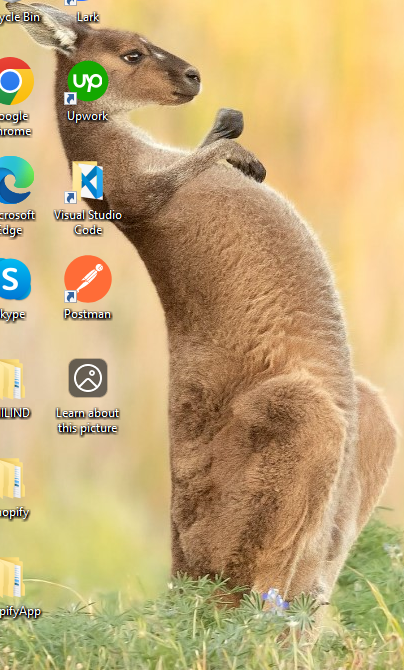 ycle Bin
Lark
up
oogle
hrome
Upwork
crosoft
Edge
Visual Studio
Code
S
kype
Postman
ILIND
Learn about
this picture
opify
pifyApp